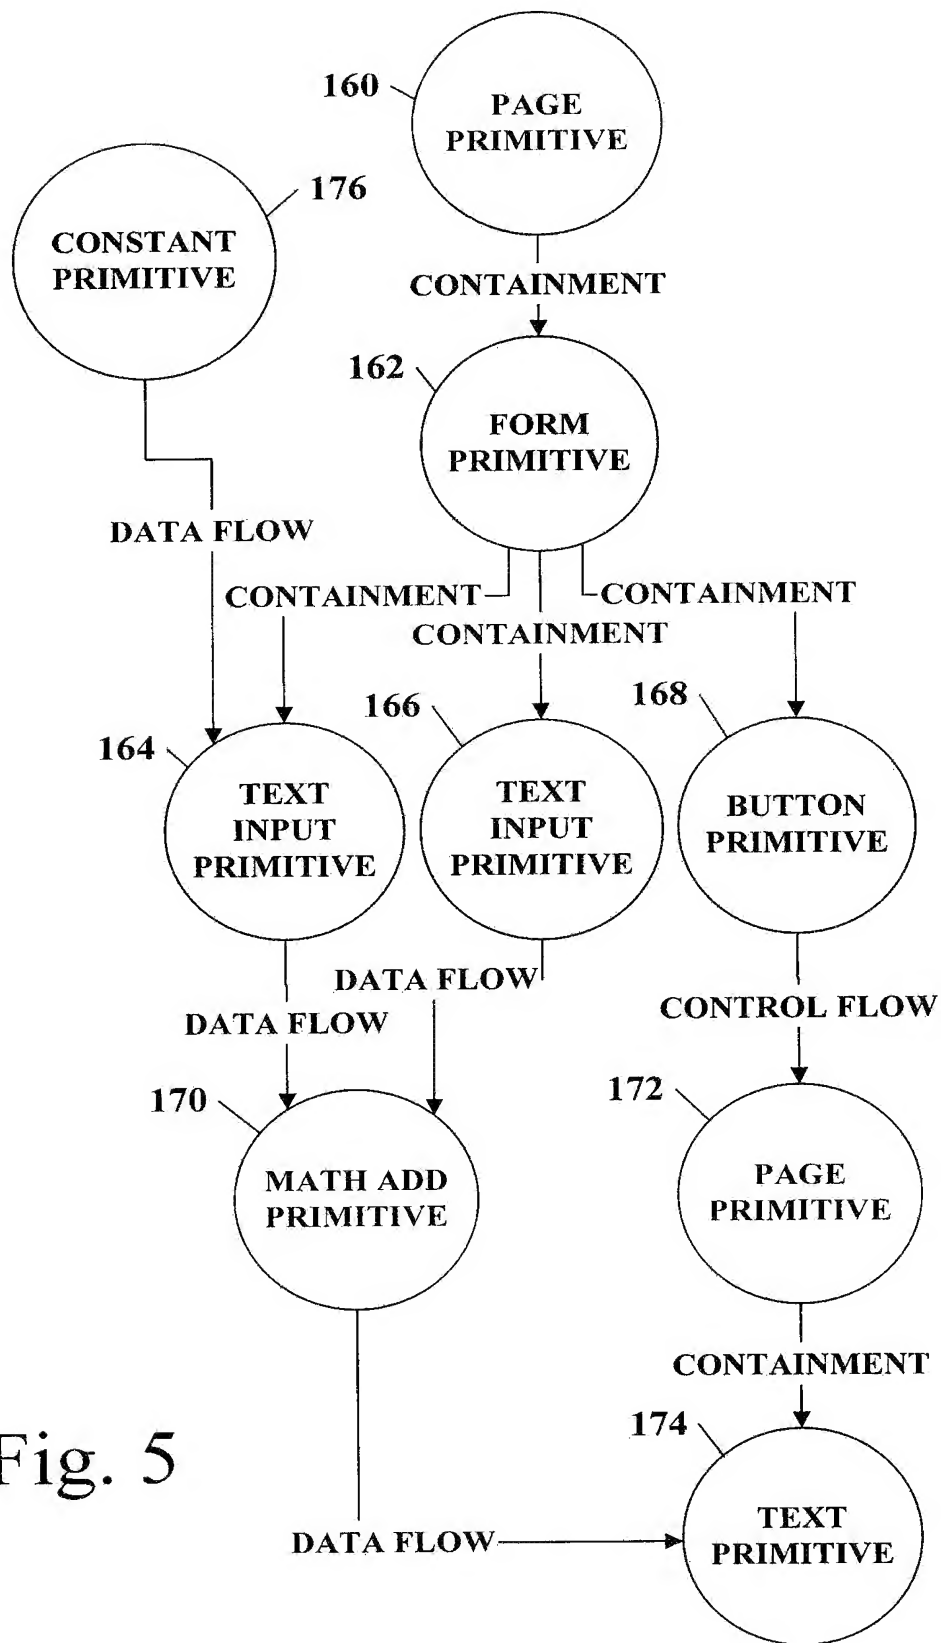 160
PAGE
PRIMITIVE
176
CONSTANT
PRIMITIVE
CONTAINMENT
162
FORM
PRIMITIVE
DATA FLOW
CONTAINMENT
CONTAINMENT
CONTAINMENT
164
166
168
TEXT
INPUT
PRIMITIVE
TEXT
INPUT
PRIMITIVE
BUTTON
PRIMITIVE
DATA FLOW
DATA FLOW
CONTROL FLOW
170
172
MATH ADD
PRIMITIVE
PAGE
PRIMITIVE
CONTAINMENT
174
Fig. 5
DATA FLOW
TEXT
PRIMITIVE